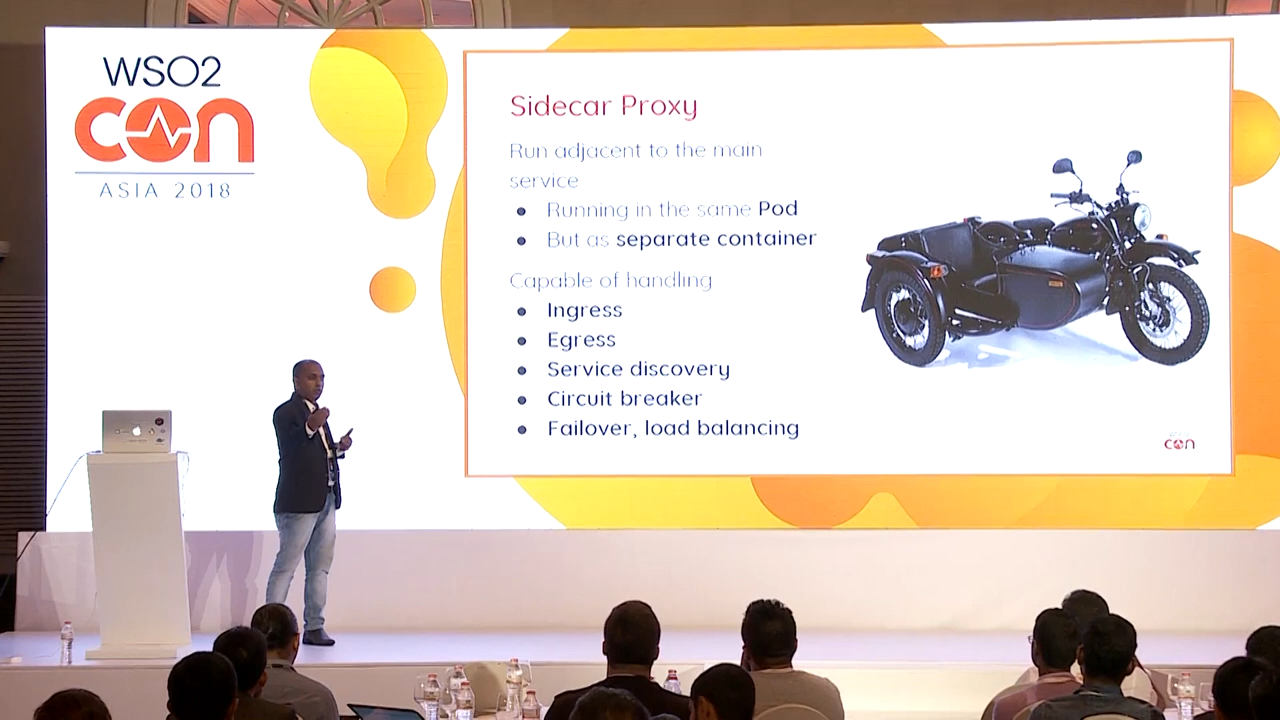 WSO2
con
ASIA 2018
Sidecar Proxy
Run adjacent to the main
service
Running in the same Pod
But as separate container
Capable of handling
Ingress
Egress
Service discovery
Circuit breaker
Failover, load balancing
con